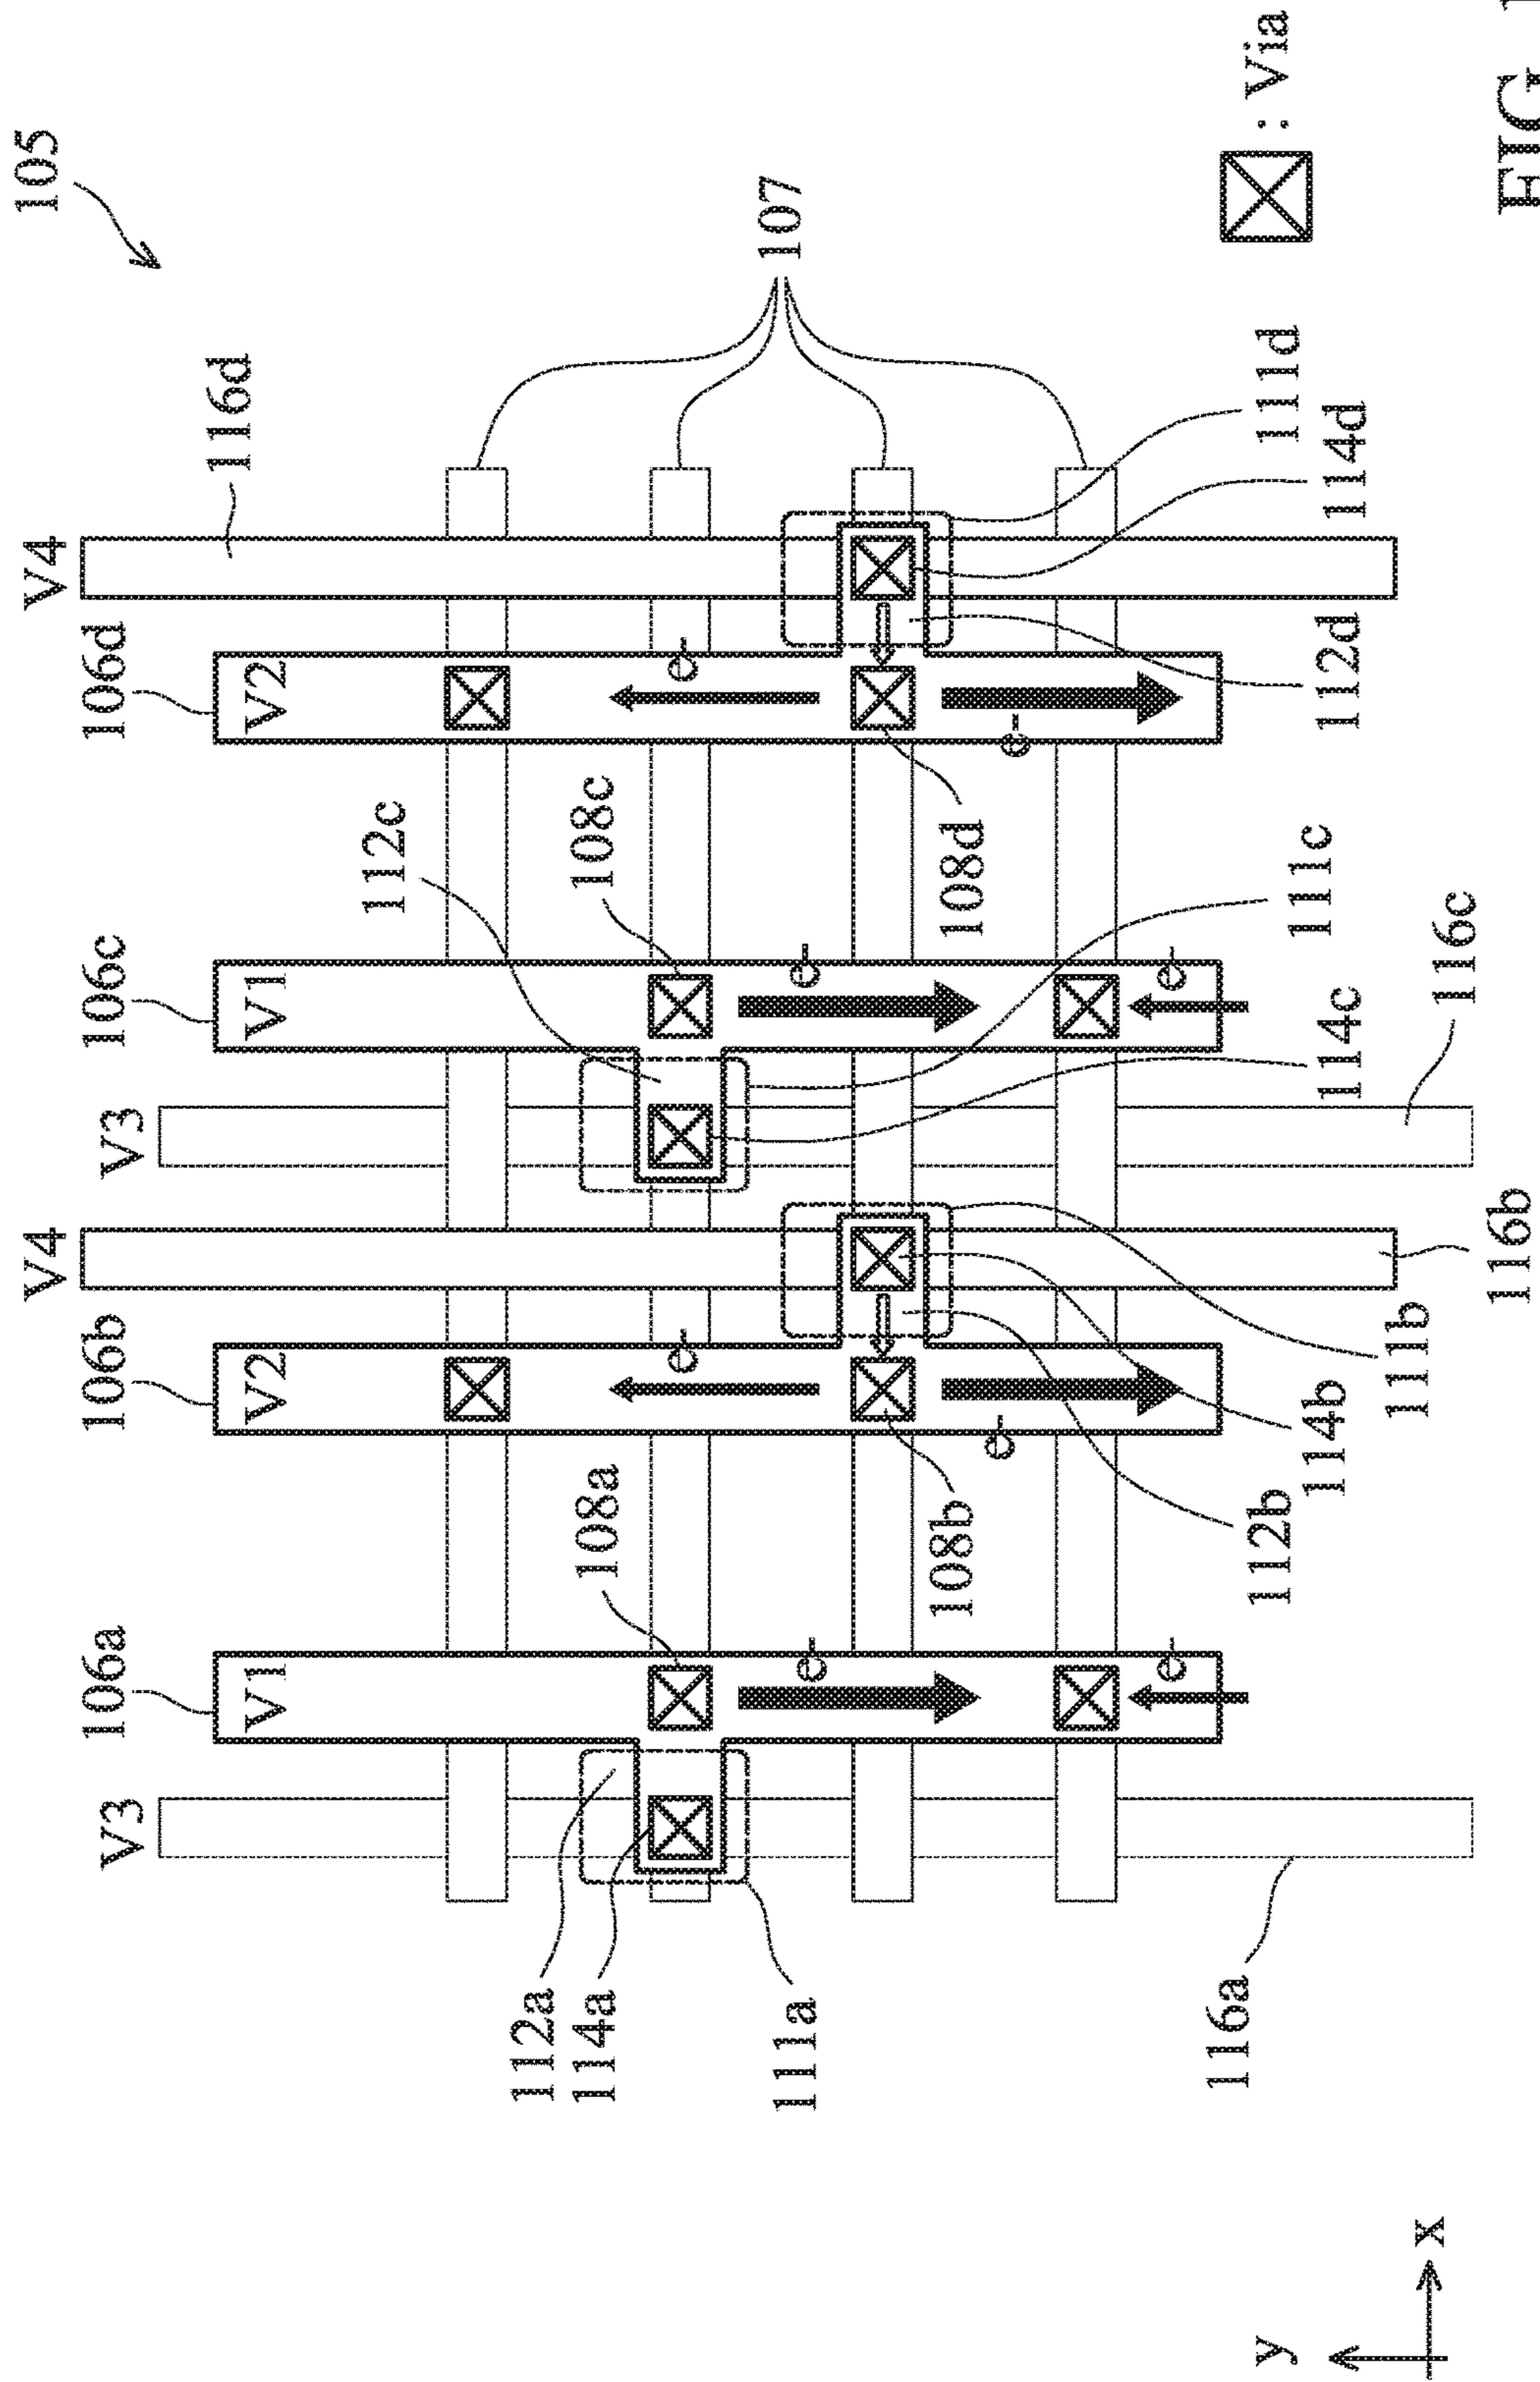 105
V4
116d
106d
V2
e-
e-
107
112c
108c
108d
111d
114d
112d
106c
V1
e-
e-
V3
111c
114c
116c
V4
106b
V2
e-
e-
108a
108b
111b
114b
112b
116b
106a
V1
e-
e-
V3
112a
114a
111a
116a
y
x
: Via
FIG